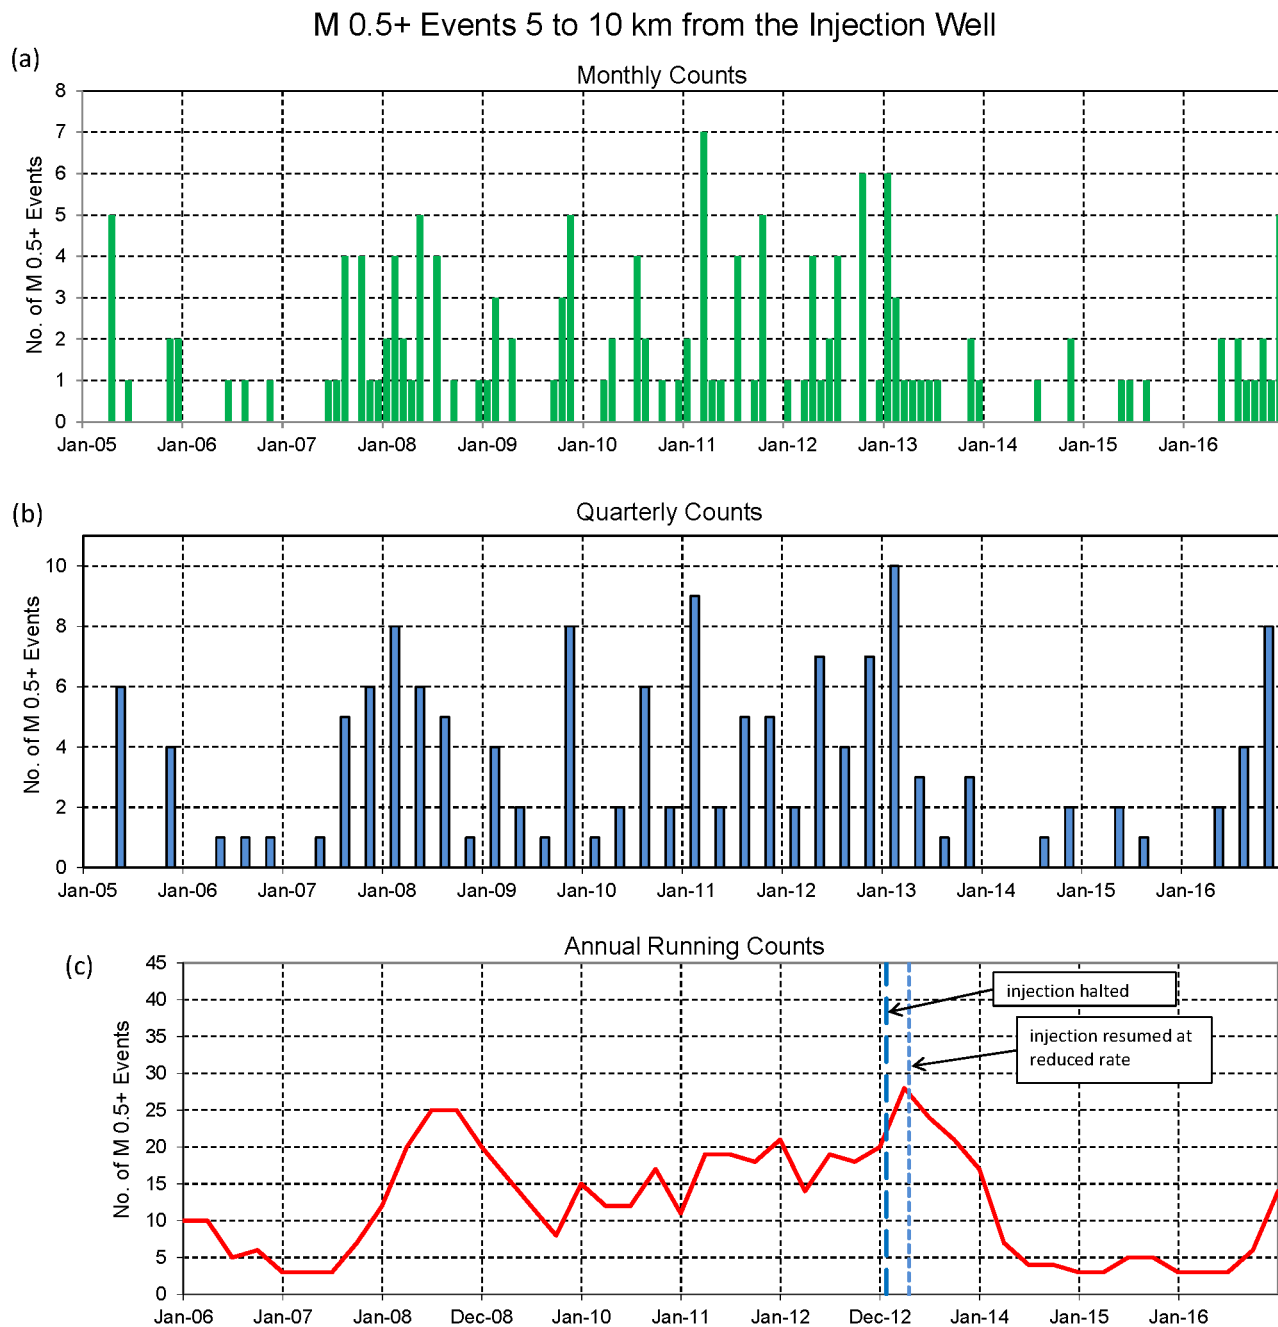 M 0.5+ Events 5 to 10 km from the Injection Well
(a)
Monthly Counts
No. of M 0.5+ Events
8
7
6
5
4
3
2
1
0
Jan-05 Jan-06 Jan-07 Jan-08 Jan-09 Jan-10 Jan-11 Jan-12 Jan-13 Jan-14 Jan-15 Jan-16
(b)
Quarterly Counts
No. of M 0.5+ Events
10
8
6
4
2
0
Jan-05 Jan-06 Jan-07 Jan-08 Jan-09 Jan-10 Jan-11 Jan-12 Jan-13 Jan-14 Jan-15 Jan-16
(c)
Annual Running Counts
No. of M 0.5+ Events
45
40
35
30
25
20
15
10
5
0
injection halted
injection resumed at
reduced rate
Jan-06 Jan-07 Jan-08 Dec-08 Jan-10 Jan-11 Jan-12 Dec-12 Jan-14 Jan-15 Jan-16